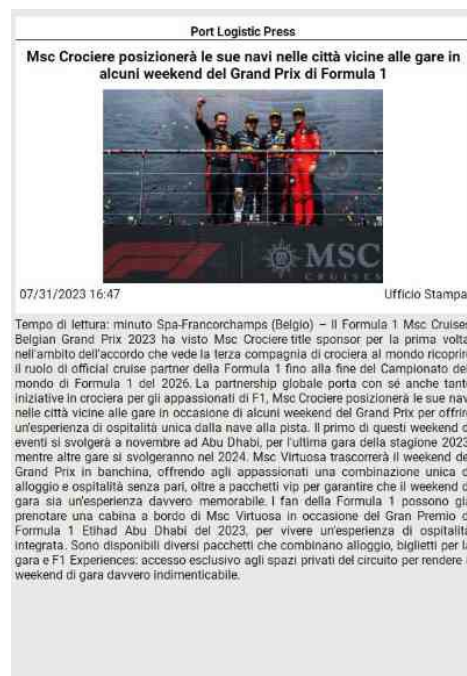 Port Logistic Press
Msc Crociere posizionerà le sue navi nelle città vicine alle gare in
alcuni weekend del Grand Prix di Formula 1
MSC
CRUISES
07/31/2023 16:47
Ufficio Stampa
Tempo di lettura: minuto Spa-Francorchamps (Belgio) – Il Formula 1 Msc Cruises
Belgian Grand Prix 2023 ha visto Msc Crociere title sponsor per la prima volta
nell'ambito dell'accordo che vede la terza compagnia di crociera al mondo ricoprire
il ruolo di official cruise partner della Formula 1 fino alla fine del Campionato del
mondo di Formula 1 del 2026. La partnership globale porta con sé anche tante
iniziative in crociera per gli appassionati di F1, Msc Crociere posizionerà le sue navi
nelle città vicine alle gare in occasione di alcuni weekend del Grand Prix per offrire
un'esperienza di ospitalità unica dalla nave alla pista. Il primo di questi weekend di
eventi si svolgerà a novembre ad Abu Dhabi, per l'ultima gara della stagione 2023,
mentre altre gare si svolgeranno nel 2024. Msc Virtuosa trascorrerà il weekend del
Grand Prix in banchina, offrendo agli appassionati una combinazione unica di
alloggio e ospitalità senza pari, oltre a pacchetti vip per garantire che il weekend di
gara sia un'esperienza davvero memorabile. I fan della Formula 1 possono già
prenotare una cabina a bordo di Msc Virtuosa in occasione del Gran Premio di
Formula 1 Etihad Abu Dhabi del 2023, per vivere un'esperienza di ospitalità
integrata. Sono disponibili diversi pacchetti che combinano alloggio, biglietti per la
gara e F1 Experiences: accesso esclusivo agli spazi privati del circuito per rendere il
weekend di gara davvero indimenticabile.